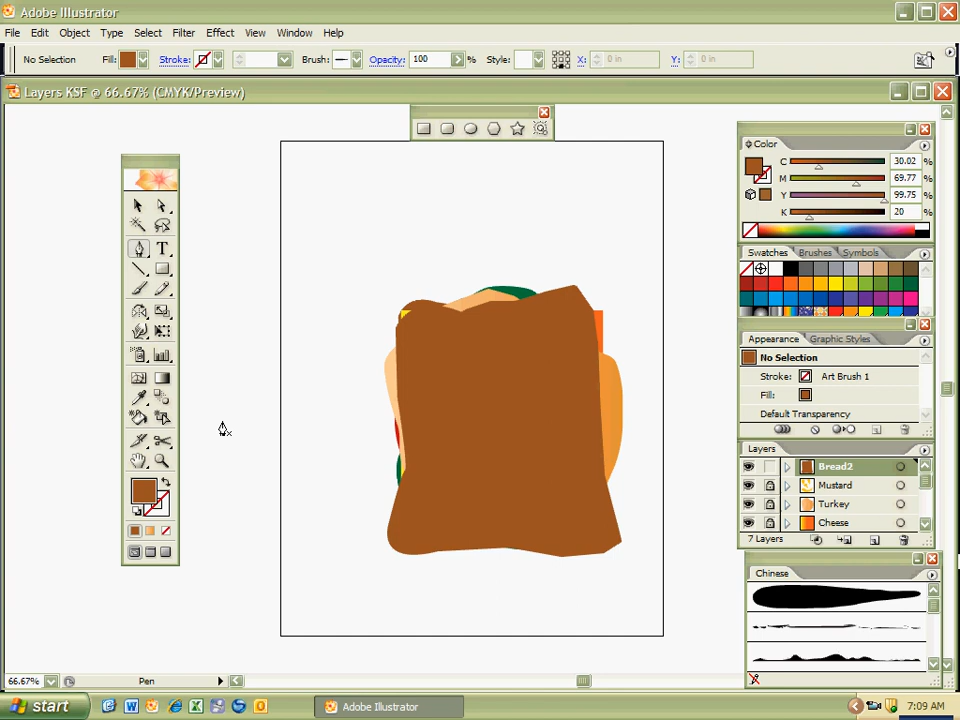 Adobe Illustrator
File Edit Object Type Select Filter Effect View Window Help
No Selection Fill: Stroke: Brush: Opacity: 100 % Style: X: 0 in Y: 0 in
Layers KSF @ 66.67% (CMYK/Preview)
Color
C 30.02 %
M 69.77 %
Y 99.75 %
K 20 %
Swatches Brushes Symbols
Appearance Graphic Styles
No Selection
Stroke: Art Brush 1
Fill:
Default Transparency
Layers
Bread2
Mustard
Turkey
Cheese
7 Layers
Chinese
T
66.67% Pen
start Adobe Illustrator 7:09 AM